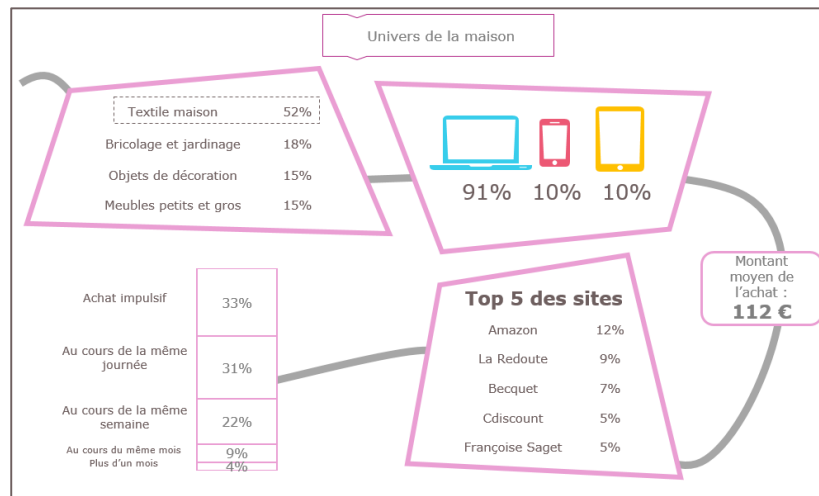 Univers de la maison
Textile maison 52%
Bricolage et jardinage 18%
Objets de décoration 15%
Meubles petits et gros 15%
91% 10% 10%
Montant
moyen de
l'achat :
112 €
Top 5 des sites
Amazon 12%
La Redoute 9%
Becquet 7%
Cdiscount 5%
Françoise Saget 5%
Achat impulsif 33%
Au cours de la même
journée 31%
Au cours de la même
semaine 22%
Au cours du même mois 9%
Plus d'un mois 4%